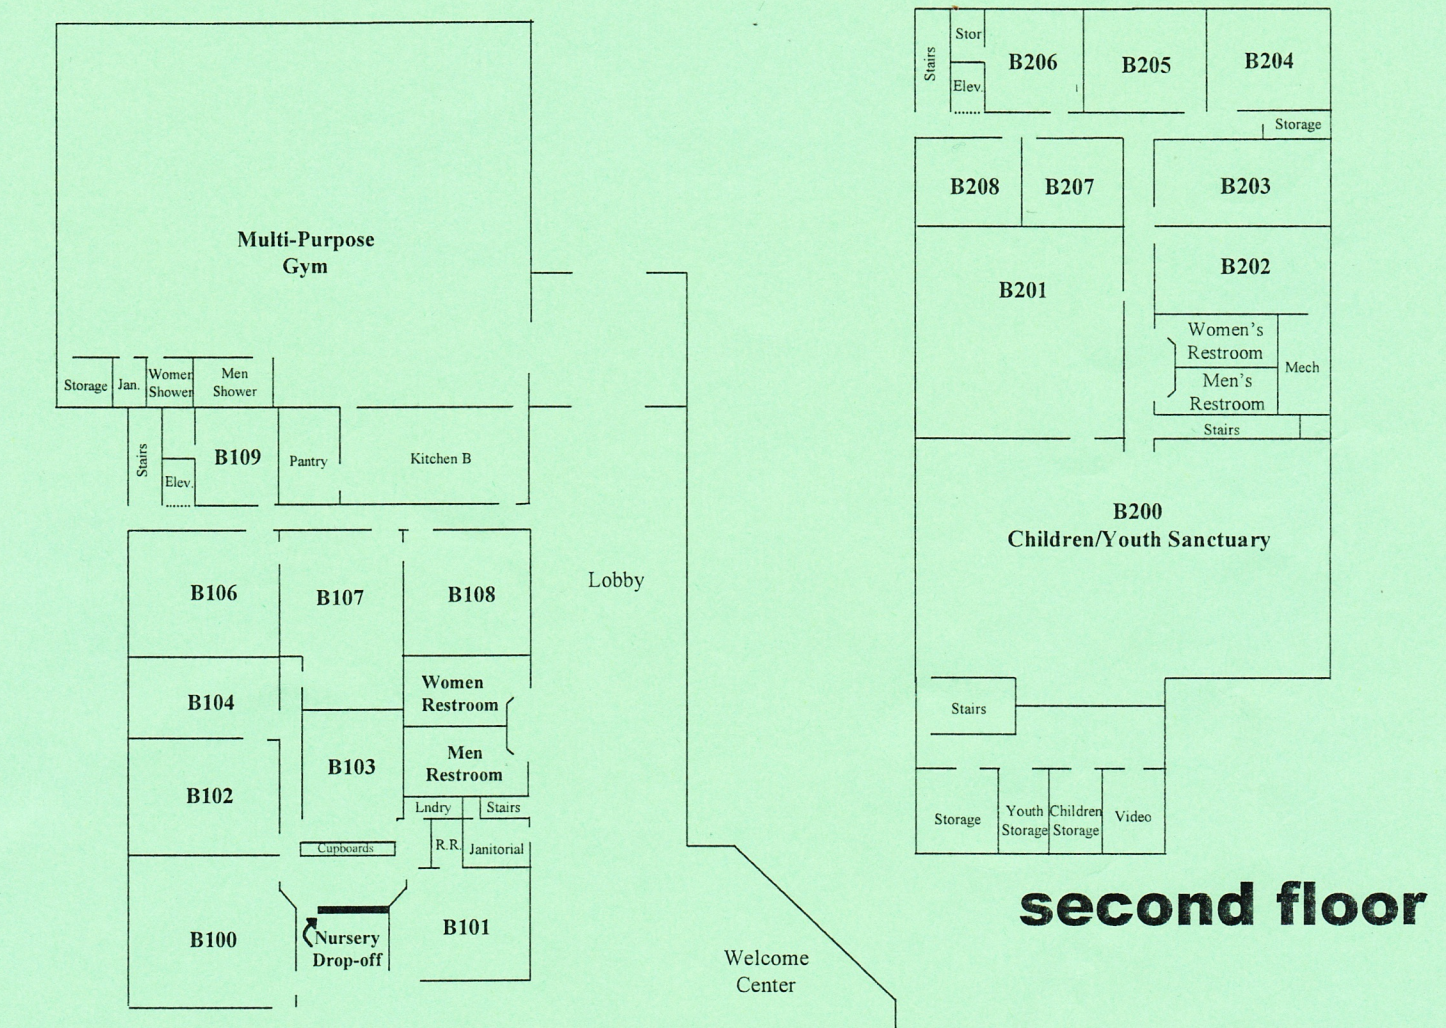 Multi-Purpose
Gym
Storage
Jan.
Women
Shower
Men
Shower
Stairs
Elev.
B109
Pantry
Kitchen B
B106
B107
B108
Lobby
B104
Women
Restroom
B103
Men
Restroom
B102
Lndry
Stairs
Cupboards
R.R.
Janitorial
B100
Nursery
Drop-off
B101
Welcome
Center
Stairs
Stor
Elev.
B206
B205
B204
Storage
B208
B207
B203
B201
B202
Women's
Restroom
Men's
Restroom
Mech
Stairs
B200
Children/Youth Sanctuary
Stairs
Storage
Youth
Storage
Children
Storage
Video
second floor